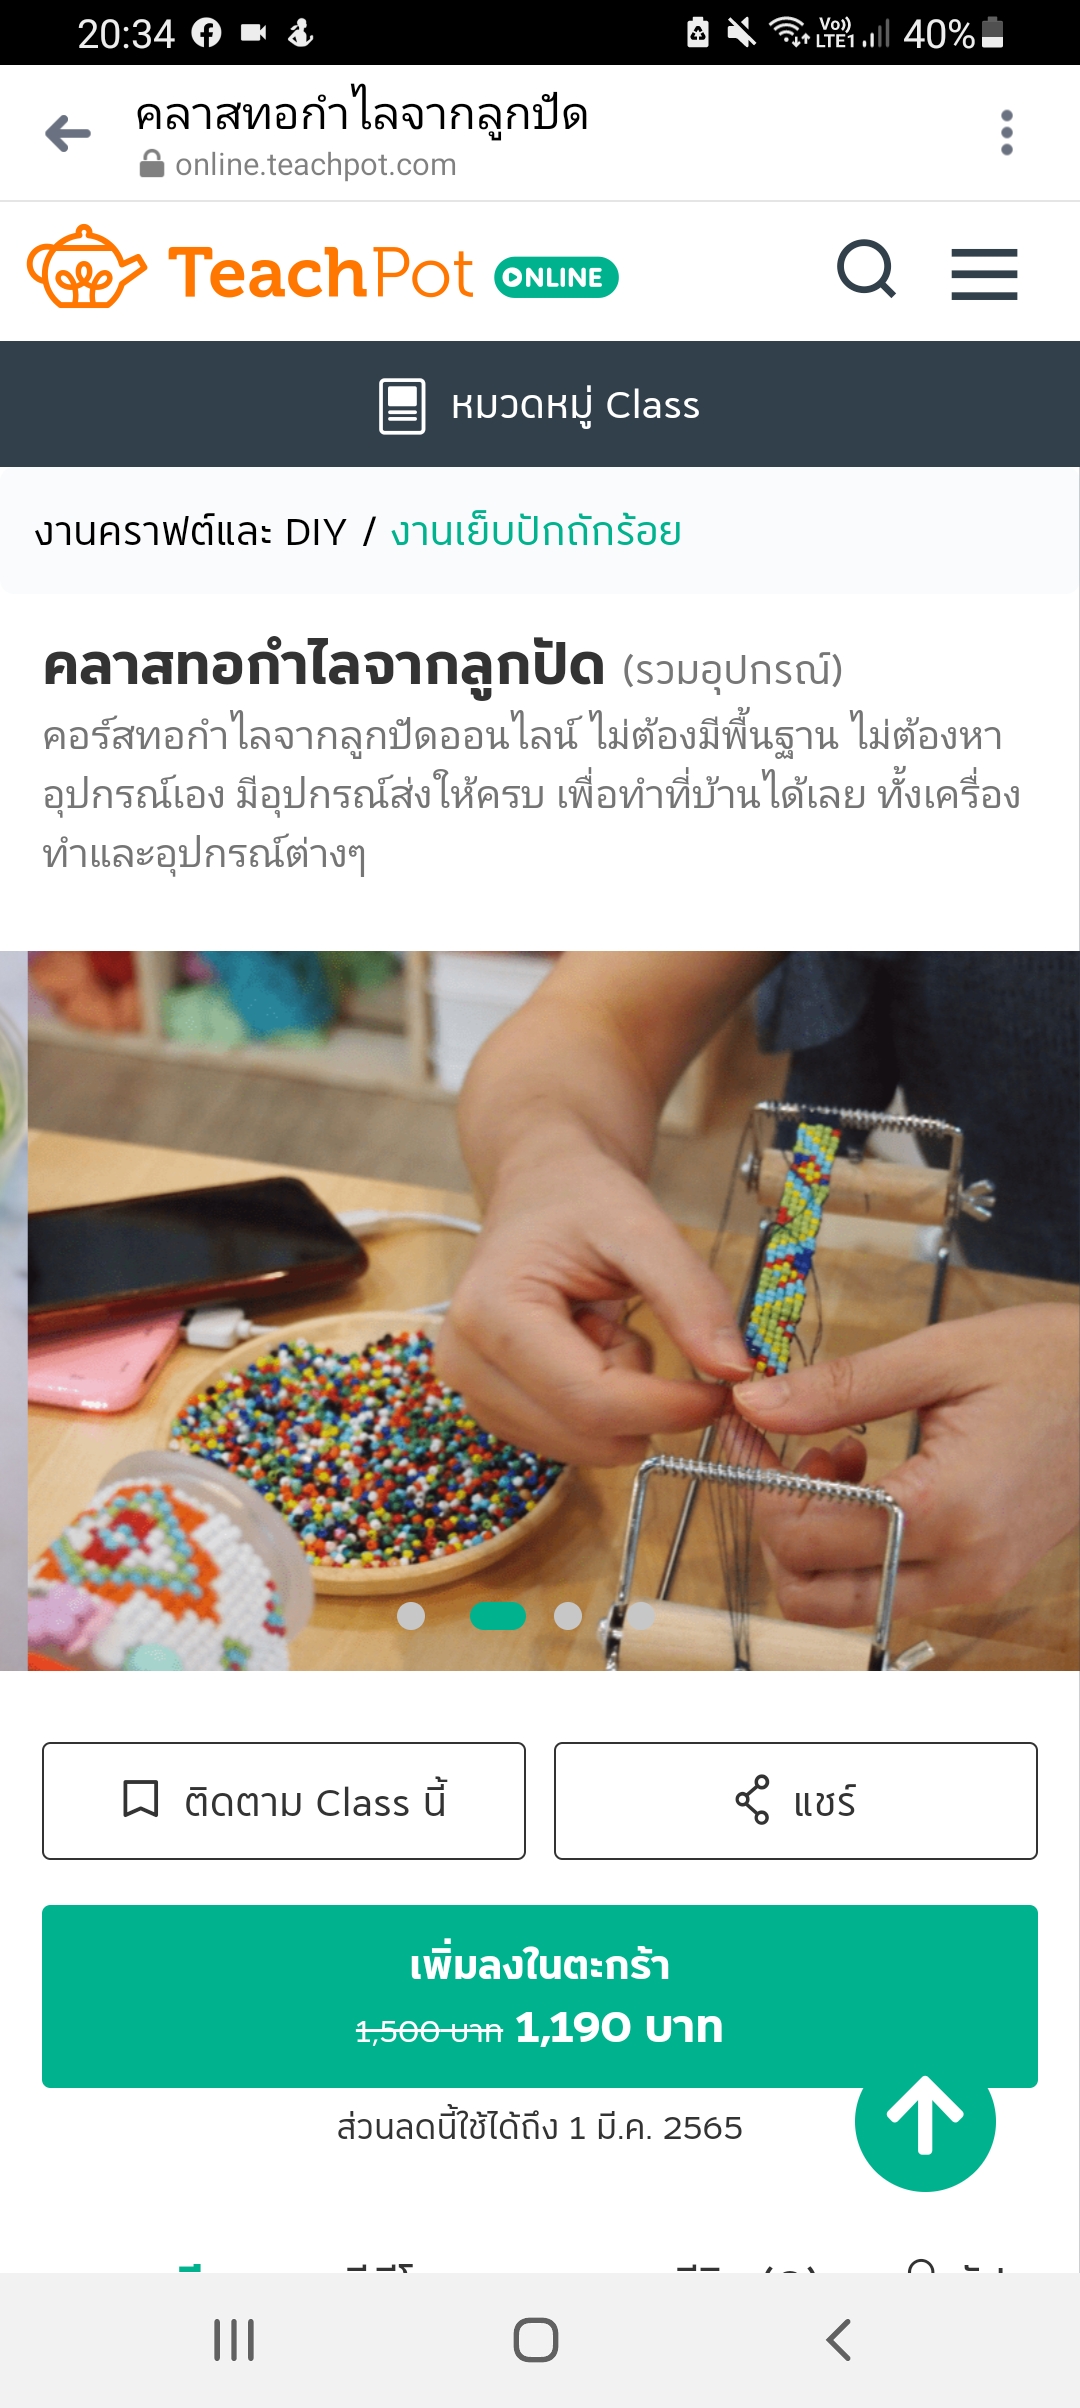 20:34
Vo)) LTE1 40%
คลาสทอกำไลจากลูกปัด
online.teachpot.com
TeachPot ONLINE
หมวดหมู่ Class
งานคราฟต์และ DIY / งานเย็บปักถักร้อย
คลาสทอกำไลจากลูกปัด (รวมอุปกรณ์)
คอร์สทอกำไลจากลูกปัดออนไลน์ ไม่ต้องมีพื้นฐาน ไม่ต้องหา
อุปกรณ์เอง มีอุปกรณ์ส่งให้ครบ เพื่อทำที่บ้านได้เลย ทั้งเครื่อง
ทำและอุปกรณ์ต่างๆ
ติดตาม Class นี้
แชร์
เพิ่มลงในตะกร้า
1,500 บาท 1,190 บาท
ส่วนลดนี้ใช้ได้ถึง 1 มี.ค. 2565